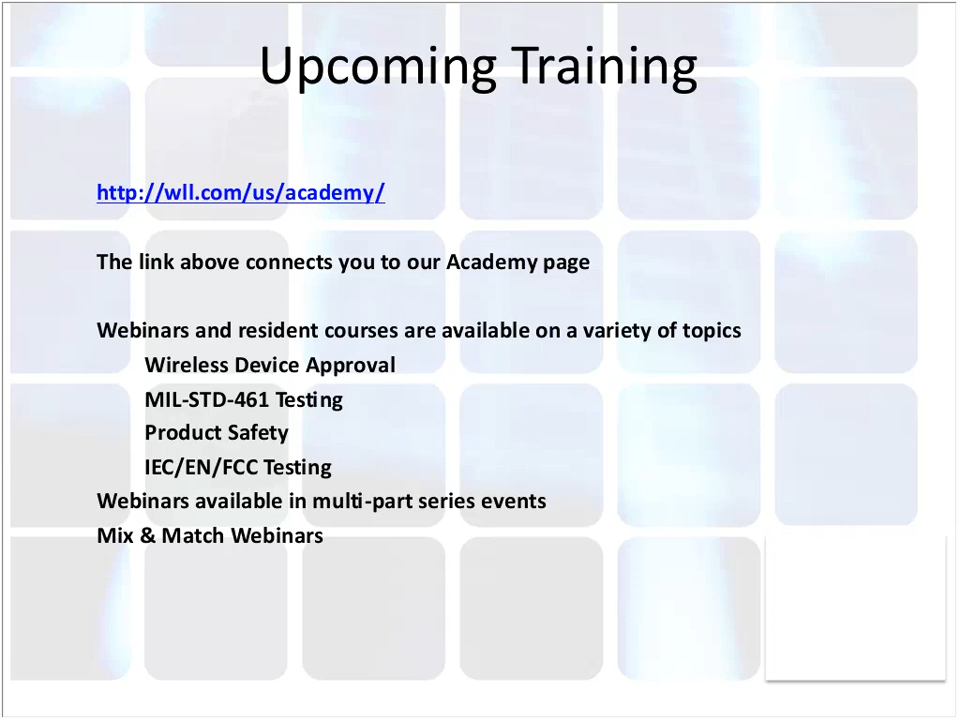 Upcoming Training
http://wll.com/us/academy/
The link above connects you to our Academy page
Webinars and resident courses are available on a variety of topics
Wireless Device Approval
MIL-STD-461 Testing
Product Safety
IEC/EN/FCC Testing
Webinars available in multi-part series events
Mix & Match Webinars